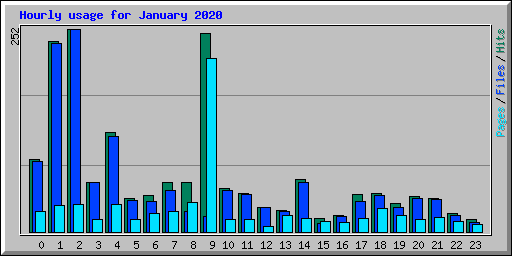 Hourly usage for January 2020
252
Pages/Files/Hits
0 1 2 3 4 5 6 7 8 9 10 11 12 13 14 15 16 17 18 19 20 21 22 23